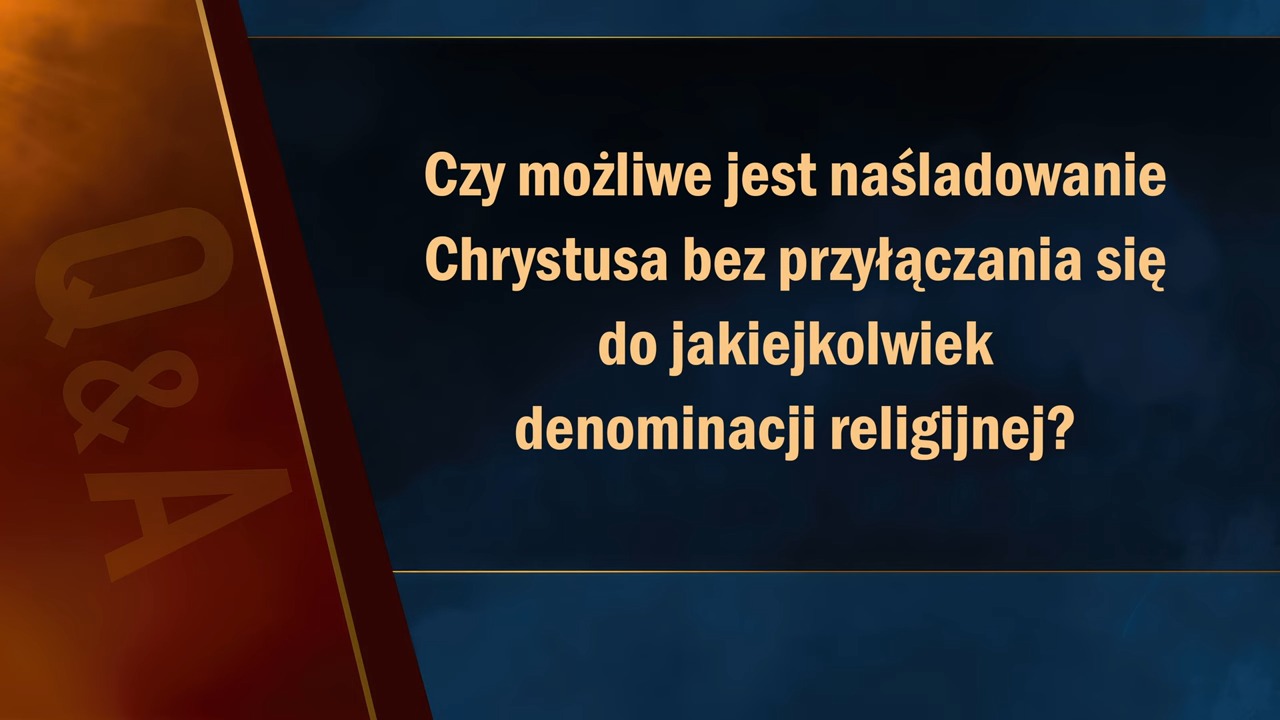 Czy możliwe jest naśladowanie
Chrystusa bez przyłączania się
do jakiejkolwiek
denominacji religijnej?
Q&A